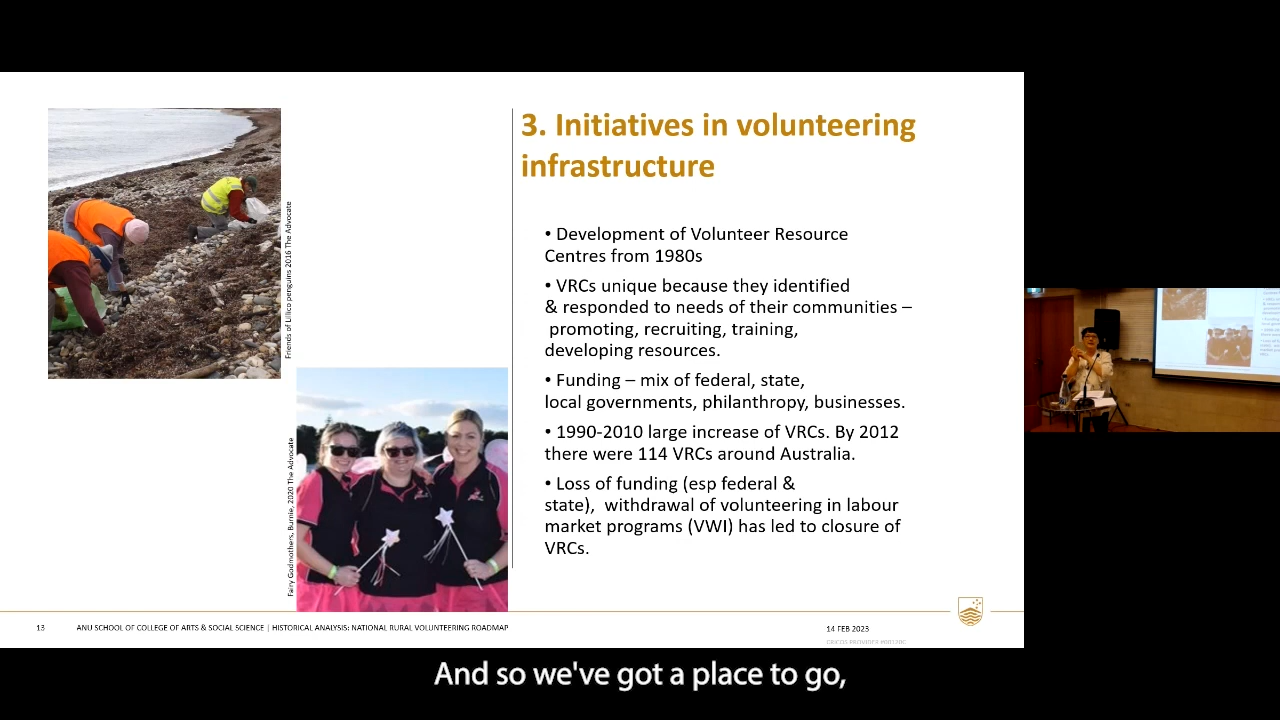 3. Initiatives in volunteering
infrastructure
• Development of Volunteer Resource
Centres from 1980s
• VRCs unique because they identified
& responded to needs of their communities –
promoting, recruiting, training,
developing resources.
• Funding – mix of federal, state,
local governments, philanthropy, businesses.
• 1990-2010 large increase of VRCs. By 2012
there were 114 VRCs around Australia.
• Loss of funding (esp federal &
state), withdrawal of volunteering in labour
market programs (VWI) has led to closure of
VRCs.
Friends of Lillico penguins 2016 The Advocate
Fairy Godmothers, Burnie, 2020 The Advocate
13
ANU SCHOOL OF COLLEGE OF ARTS & SOCIAL SCIENCE | HISTORICAL ANALYSIS: NATIONAL RURAL VOLUNTEERING ROADMAP
14 FEB 2023
CRICOS PROVIDER #00120C
And so we've got a place to go,